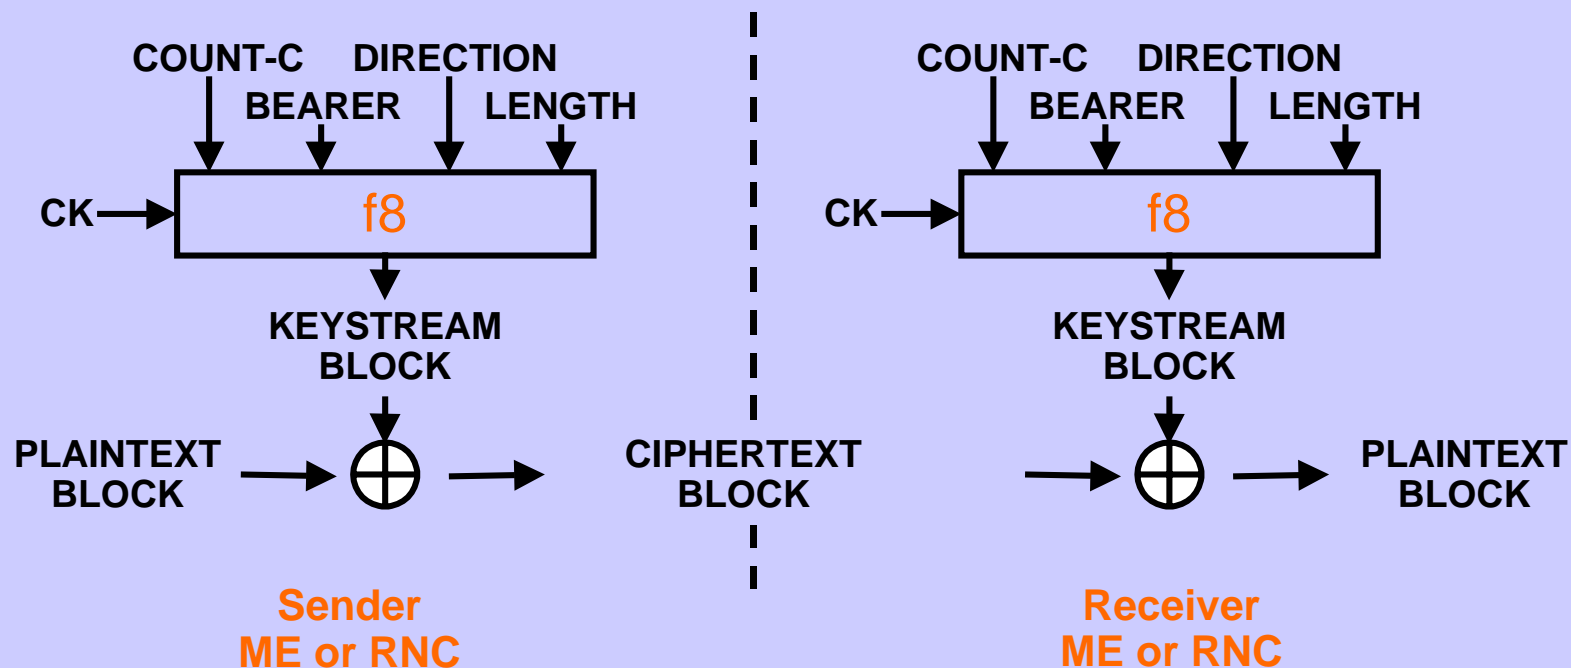 COUNT-C DIRECTION
BEARER LENGTH
CK
f8
KEYSTREAM
BLOCK
PLAINTEXT
BLOCK
CIPHERTEXT
BLOCK
Sender
ME or RNC
COUNT-C DIRECTION
BEARER LENGTH
CK
f8
KEYSTREAM
BLOCK
PLAINTEXT
BLOCK
Receiver
ME or RNC